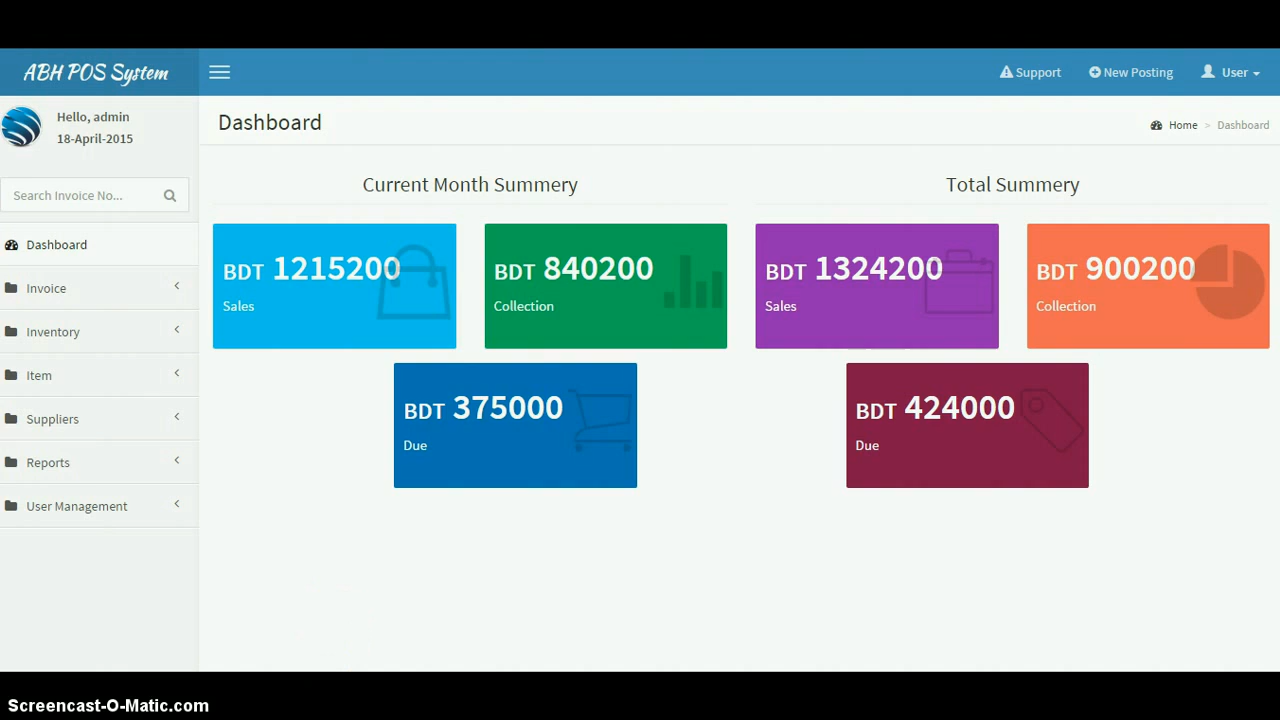 ABH POS System
Support
New Posting
User
Hello, admin
18-April-2015
Search Invoice No...
Dashboard
Invoice
Inventory
Item
Suppliers
Reports
User Management
Dashboard
Home > Dashboard
Current Month Summery
BDT 1215200
Sales
BDT 840200
Collection
BDT 375000
Due
Total Summery
BDT 1324200
Sales
BDT 900200
Collection
BDT 424000
Due
Screencast-O-Matic.com